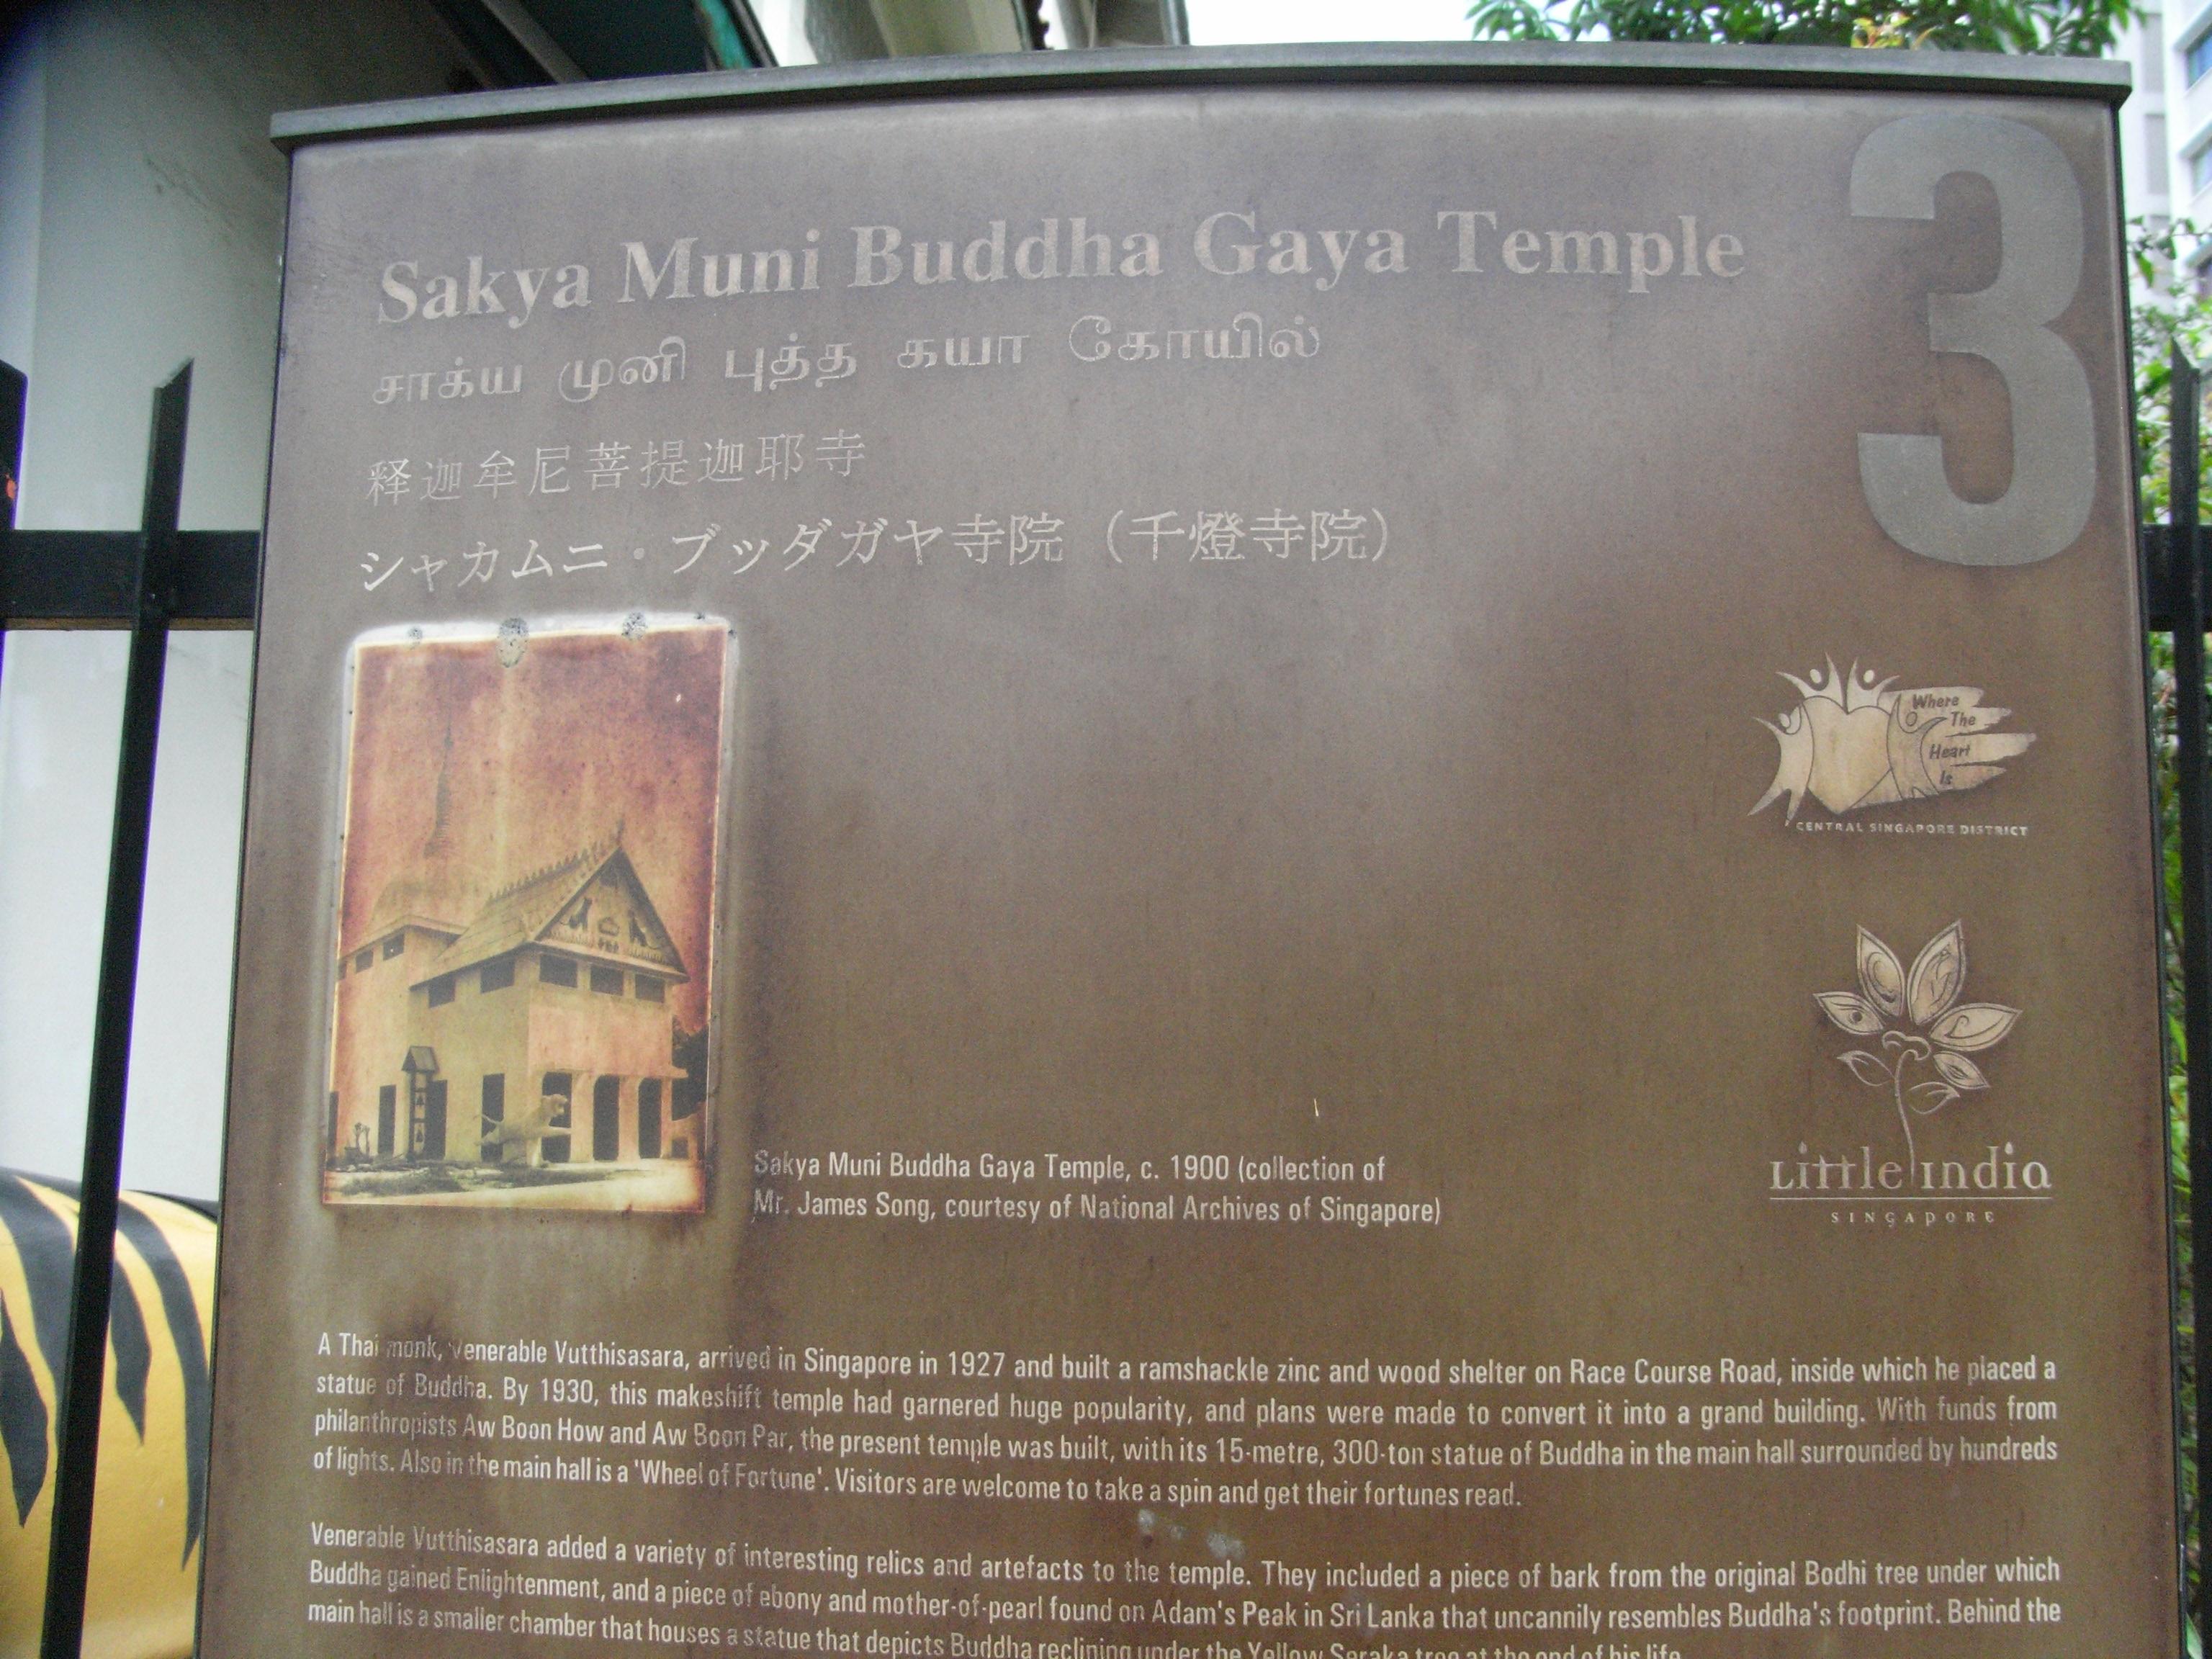 Sakya Muni Buddha Gaya Temple
3
சாக்ய முனி புத்த கயா கோயில்
释迦牟尼菩提迦耶寺
シャカムニ・ブッダガヤ寺院（千燈寺院）
Where
The
Heart
Is
CENTRAL SINGAPORE DISTRICT
Little India
SINGAPORE
Sakya Muni Buddha Gaya Temple, c. 1900 (collection of
Mr. James Song, courtesy of National Archives of Singapore)
A Thai monk, Venerable Vutthisasara, arrived in Singapore in 1927 and built a ramshackle zinc and wood shelter on Race Course Road, inside which he placed a
statue of Buddha. By 1930, this makeshift temple had garnered huge popularity, and plans were made to convert it into a grand building. With funds from
philanthropists Aw Boon How and Aw Boon Par, the present temple was built, with its 15-metre, 300-ton statue of Buddha in the main hall surrounded by hundreds
of lights. Also in the main hall is a 'Wheel of Fortune'. Visitors are welcome to take a spin and get their fortunes read.
Venerable Vutthisasara added a variety of interesting relics and artefacts to the temple. They included a piece of bark from the original Bodhi tree under which
Buddha gained Enlightenment, and a piece of ebony and mother-of-pearl found on Adam's Peak in Sri Lanka that uncannily resembles Buddha's footprint. Behind the
main hall is a smaller chamber that houses a statue that depicts Buddha reclining under the Yellow Seraka tree at the end of his life.